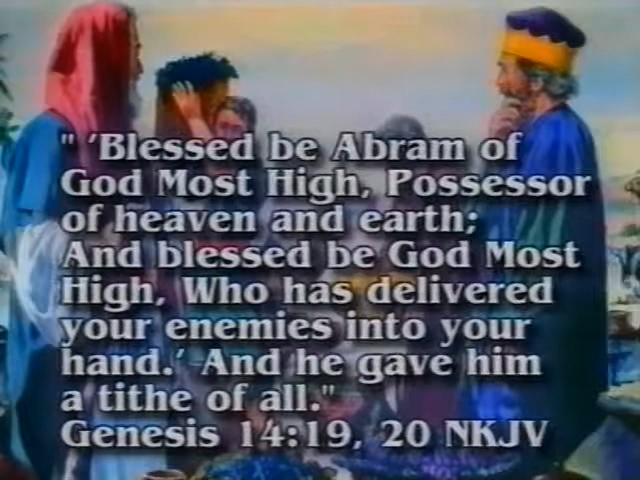 " 'Blessed be Abram of
God Most High, Possessor
of heaven and earth;
And blessed be God Most
High, Who has delivered
your enemies into your
hand.' And he gave him
a tithe of all."
Genesis 14:19, 20 NKJV